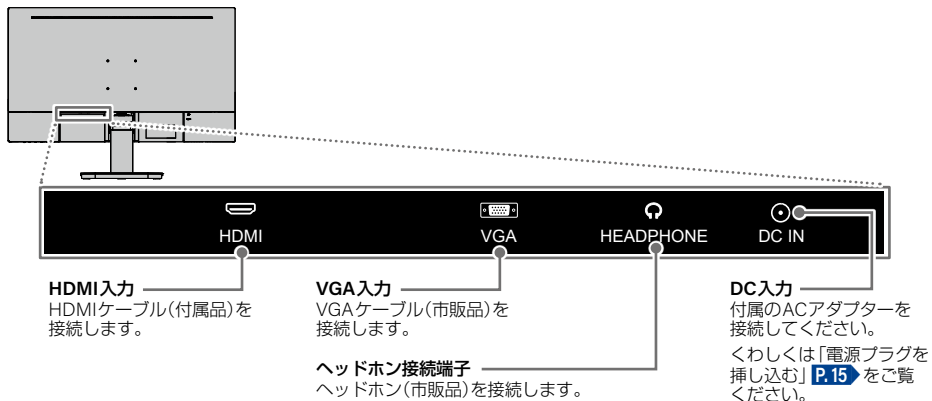 HDMI
VGA
HEADPHONE
DC IN
HDMI入力
HDMIケーブル(付属品)を
接続します。
VGA入力
VGAケーブル(市販品)を
接続します。
ヘッドホン接続端子
ヘッドホン(市販品)を接続します。
DC入力
付属のACアダプターを
接続してください。
くわしくは「電源プラグを
挿し込む」P.15をご覧
ください。